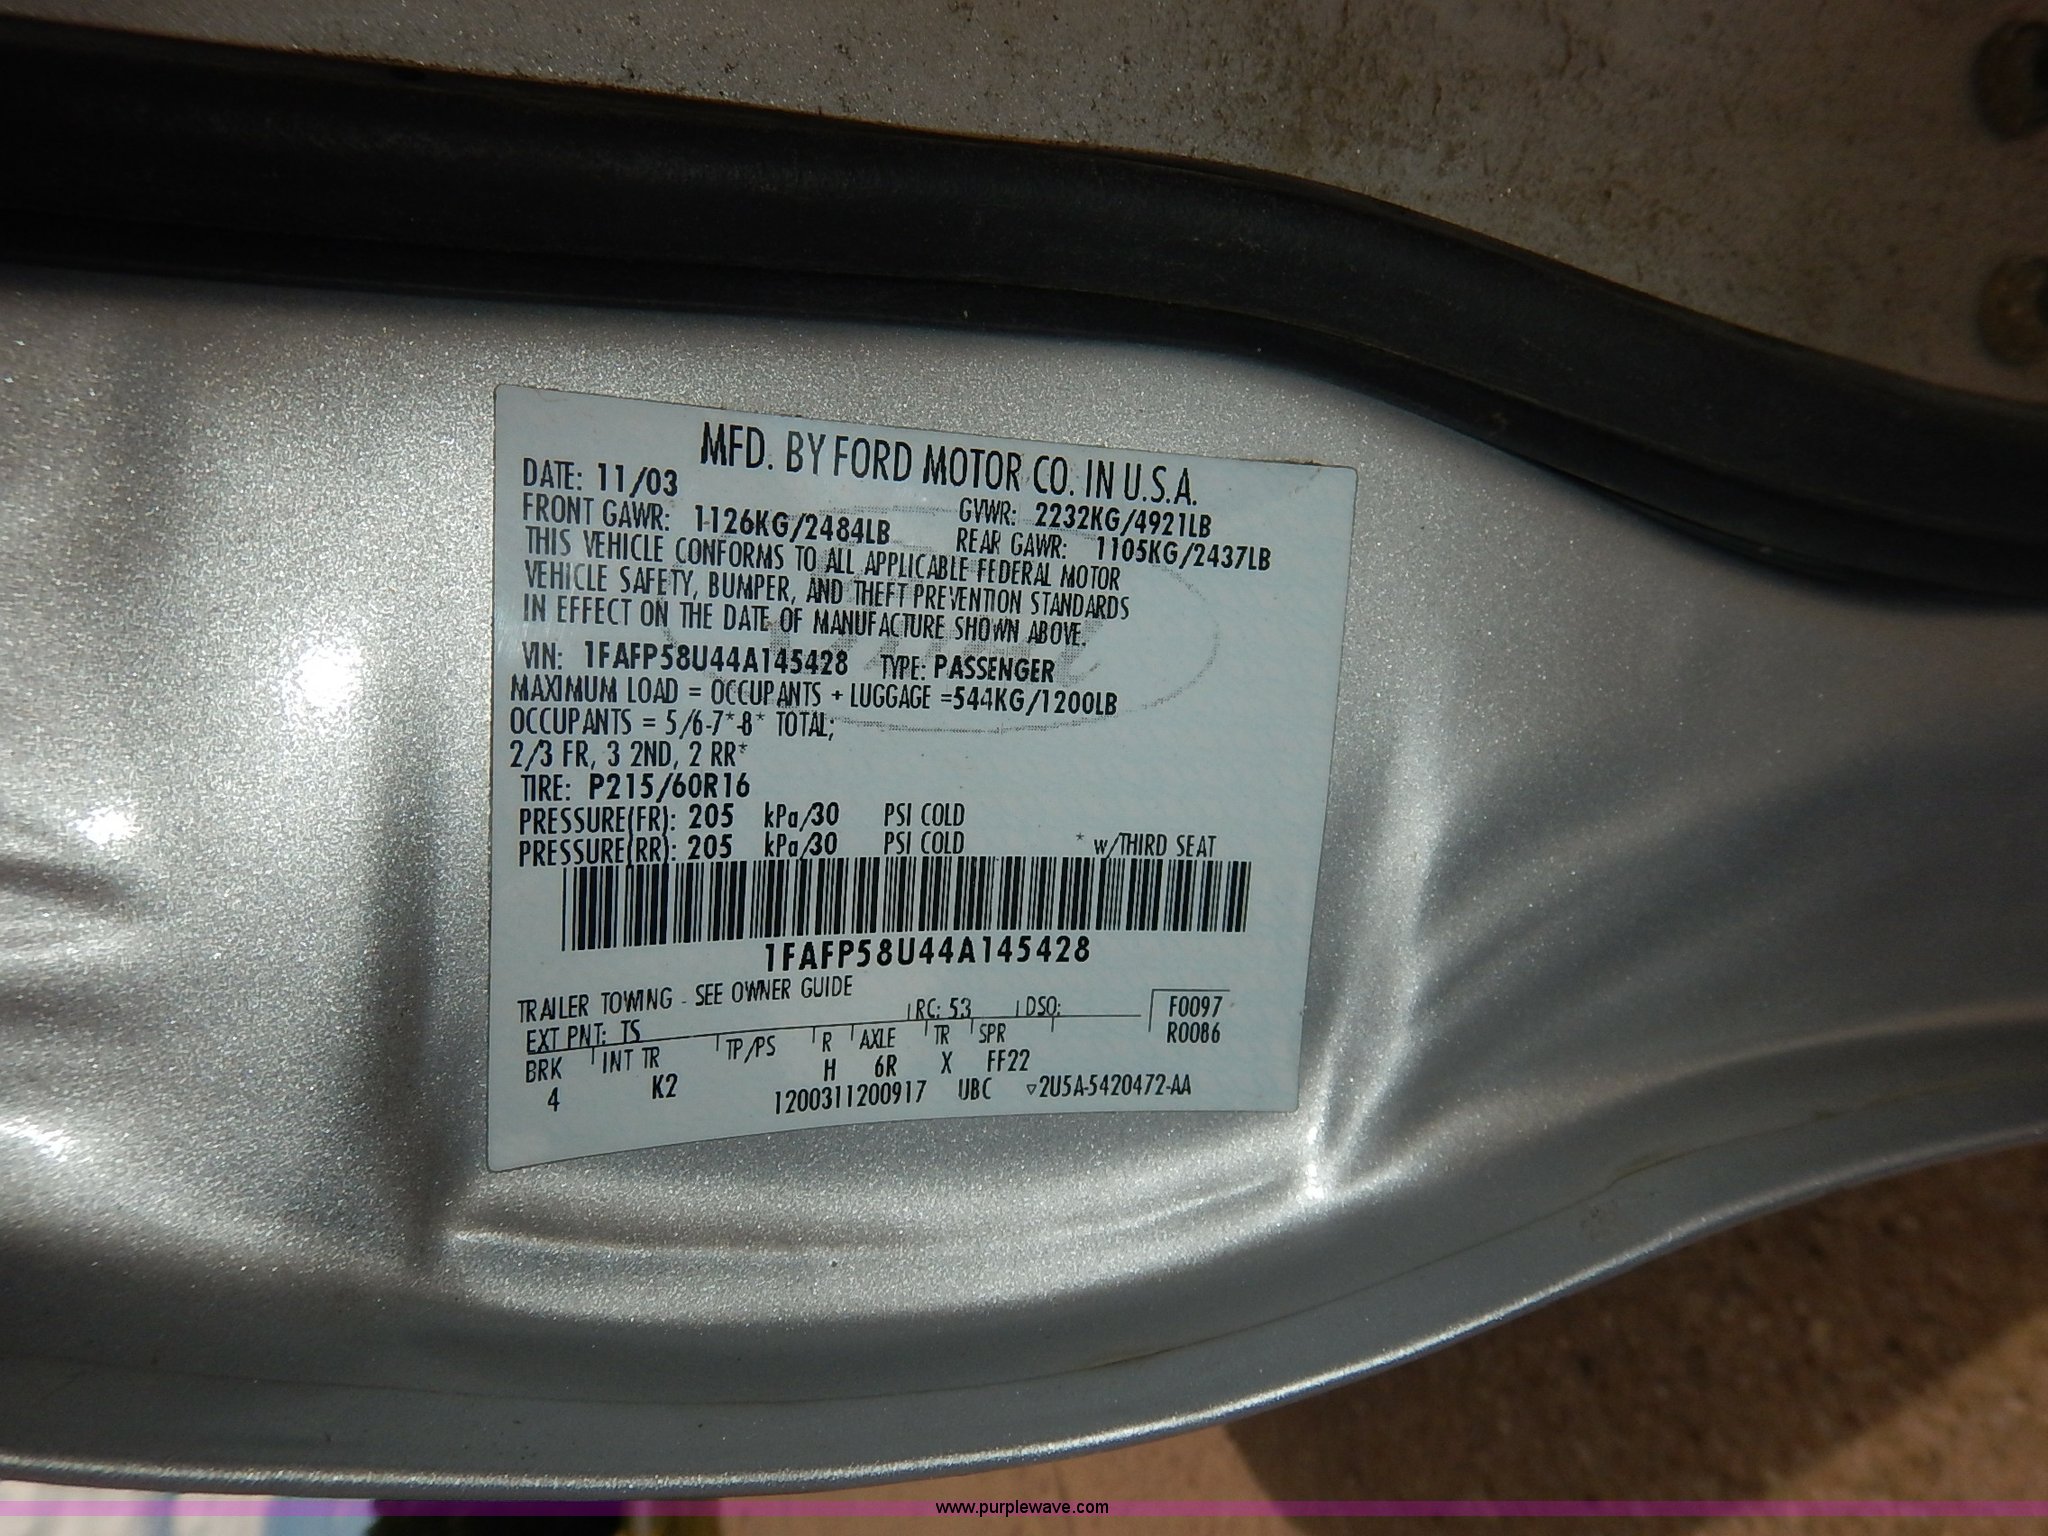 MFD. BY FORD MOTOR CO. IN U.S.A.
DATE: 11/03
GVWR: 2232KG/4921LB
FRONT GAWR: 1126KG/2484LB
REAR GAWR: 1105KG/2437LB
THIS VEHICLE CONFORMS TO ALL APPLICABLE FEDERAL MOTOR
VEHICLE SAFETY, BUMPER, AND THEFT PREVENTION STANDARDS
IN EFFECT ON THE DATE OF MANUFACTURE SHOWN ABOVE.
VIN: 1FAFP58U44A145428 TYPE: PASSENGER
MAXIMUM LOAD = OCCUPANTS + LUGGAGE =544KG/1200LB
OCCUPANTS = 5/6-7*-8* TOTAL;
2/3 FR, 3 2ND, 2 RR*
TIRE: P215/60R16
PRESSURE(FR): 205 kPa/30 PSI COLD
PRESSURE(RR): 205 kPa/30 PSI COLD * w/THIRD SEAT
1FAFP58U44A145428
TRAILER TOWING - SEE OWNER GUIDE
EXT PNT: TS RC: 53 DSO: F0097
R0086
BRK INT TR TP/PS R AXLE TR SPR
4 K2 H 6R X FF22
1200311200917 UBC ▽2U5A-5420472-AA
www.purplewave.com